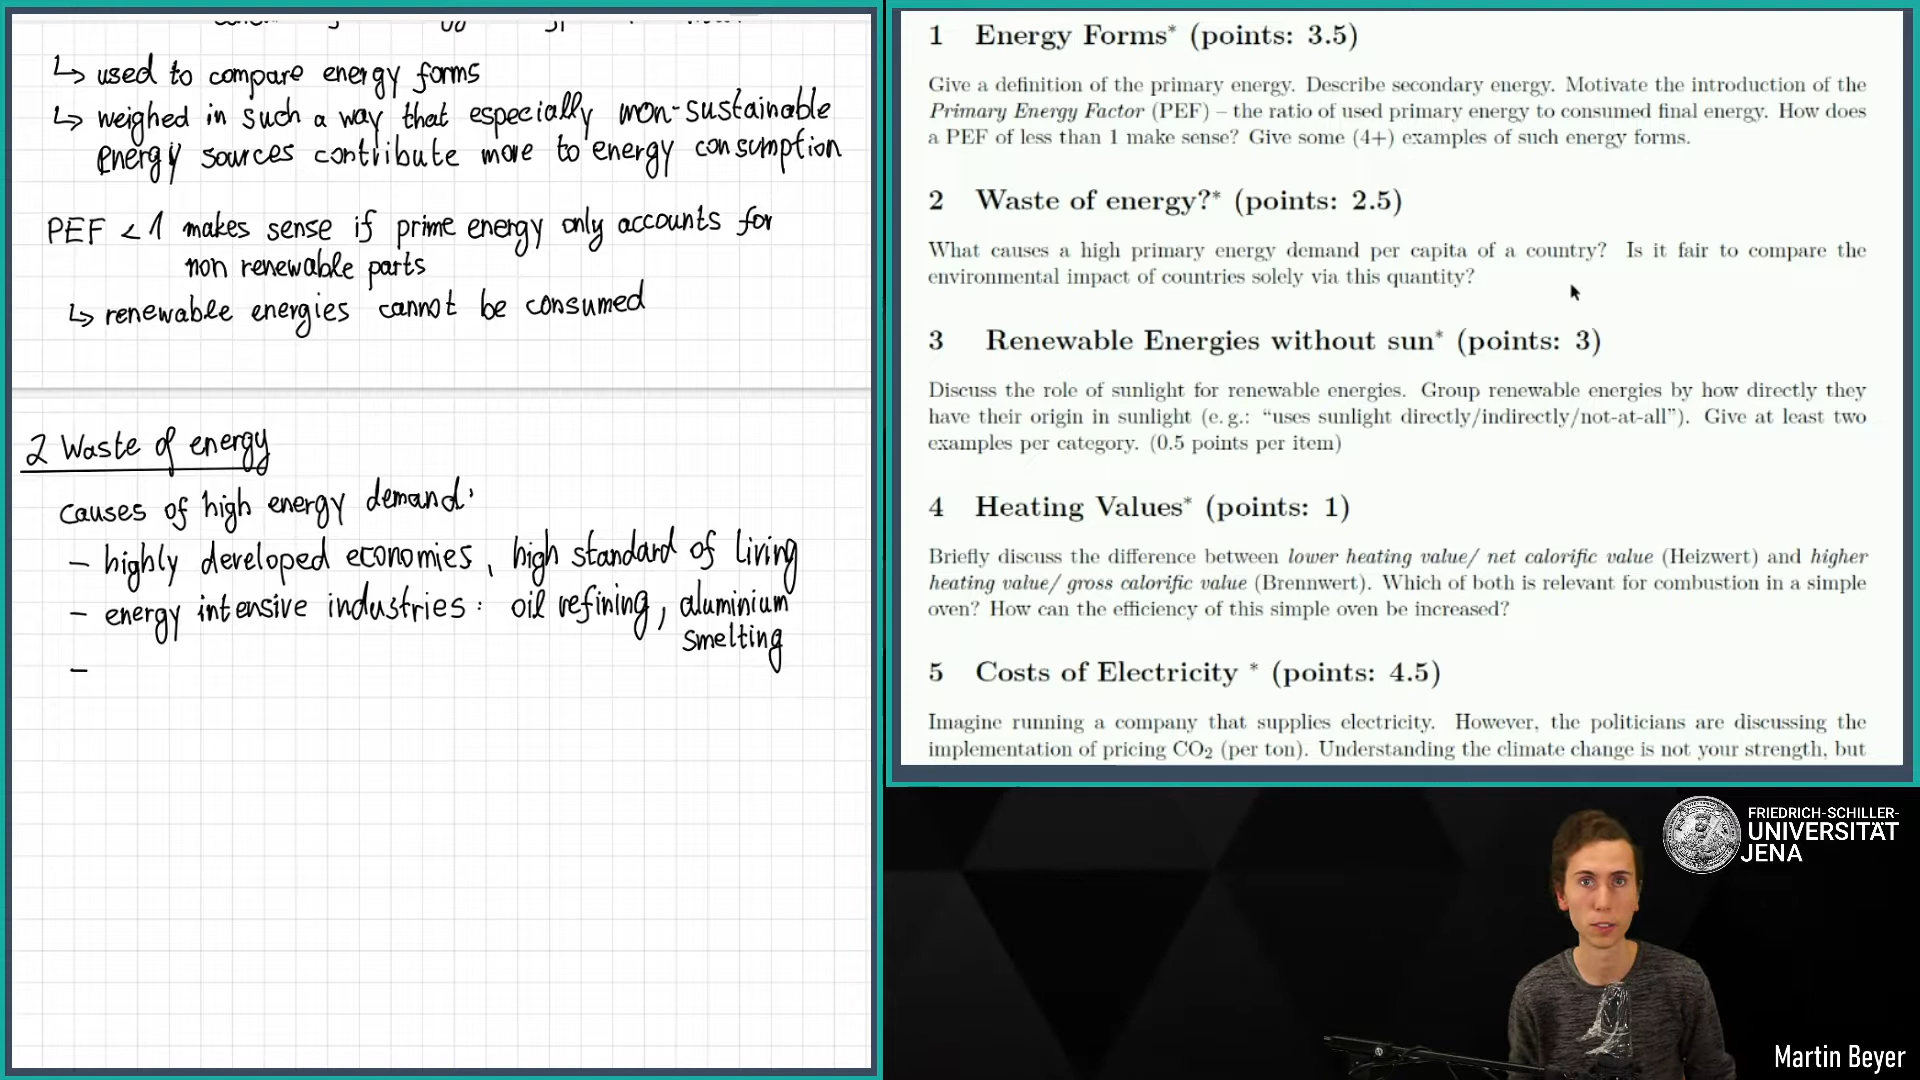 ↳ used to compare energy forms
↳ weighed in such a way that especially non-sustainable
energy sources contribute more to energy consumption
PEF < 1 makes sense if prime energy only accounts for
non renewable parts
↳ renewable energies cannot be consumed
2 Waste of energy
causes of high energy demand:
- highly developed economies, high standard of living
- energy intensive industries: oil refining, aluminium
smelting
-
1 Energy Forms* (points: 3.5)
Give a definition of the primary energy. Describe secondary energy. Motivate the introduction of the
Primary Energy Factor (PEF) – the ratio of used primary energy to consumed final energy. How does
a PEF of less than 1 make sense? Give some (4+) examples of such energy forms.
2 Waste of energy?* (points: 2.5)
What causes a high primary energy demand per capita of a country? Is it fair to compare the
environmental impact of countries solely via this quantity?
3 Renewable Energies without sun* (points: 3)
Discuss the role of sunlight for renewable energies. Group renewable energies by how directly they
have their origin in sunlight (e. g.: “uses sunlight directly/indirectly/not-at-all”). Give at least two
examples per category. (0.5 points per item)
4 Heating Values* (points: 1)
Briefly discuss the difference between lower heating value/ net calorific value (Heizwert) and higher
heating value/ gross calorific value (Brennwert). Which of both is relevant for combustion in a simple
oven? How can the efficiency of this simple oven be increased?
5 Costs of Electricity * (points: 4.5)
Imagine running a company that supplies electricity. However, the politicians are discussing the
implementation of pricing CO₂ (per ton). Understanding the climate change is not your strength, but
FRIEDRICH-SCHILLER-
UNIVERSITÄT
JENA
Martin Beyer